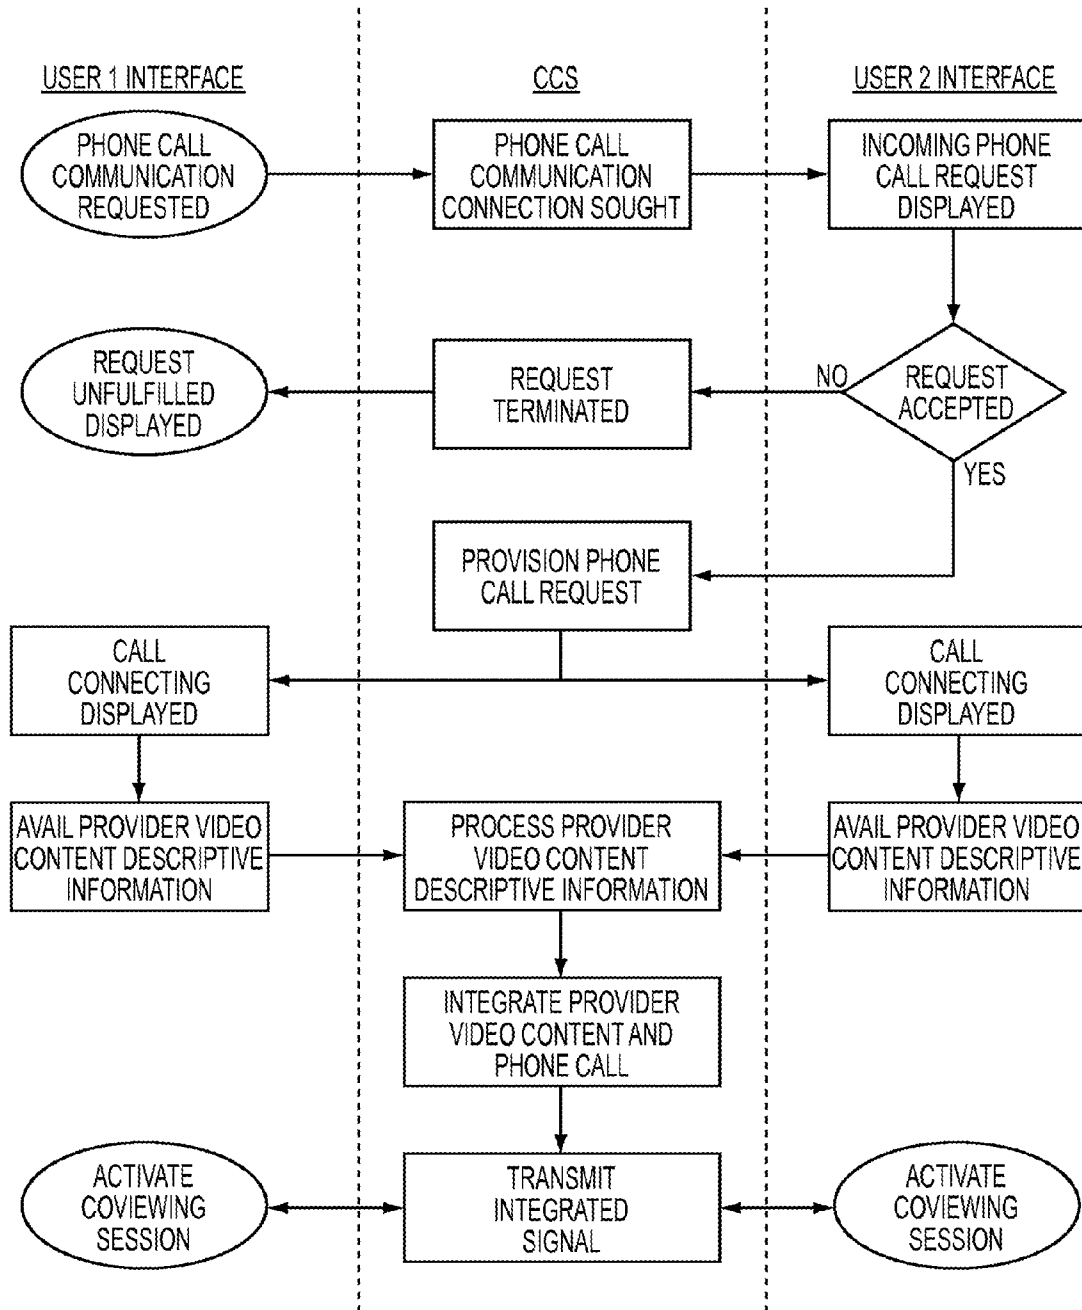 USER 1 INTERFACE
CCS
USER 2 INTERFACE
PHONE CALL
COMMUNICATION
REQUESTED
PHONE CALL
COMMUNICATION
CONNECTION SOUGHT
INCOMING PHONE
CALL REQUEST
DISPLAYED
REQUEST
UNFULFILLED
DISPLAYED
REQUEST
TERMINATED
NO
REQUEST
ACCEPTED
YES
PROVISION PHONE
CALL REQUEST
CALL
CONNECTING
DISPLAYED
CALL
CONNECTING
DISPLAYED
AVAIL PROVIDER VIDEO
CONTENT DESCRIPTIVE
INFORMATION
PROCESS PROVIDER
VIDEO CONTENT
DESCRIPTIVE INFORMATION
AVAIL PROVIDER VIDEO
CONTENT DESCRIPTIVE
INFORMATION
INTEGRATE PROVIDER
VIDEO CONTENT AND
PHONE CALL
ACTIVATE
COVIEWING
SESSION
TRANSMIT
INTEGRATED
SIGNAL
ACTIVATE
COVIEWING
SESSION